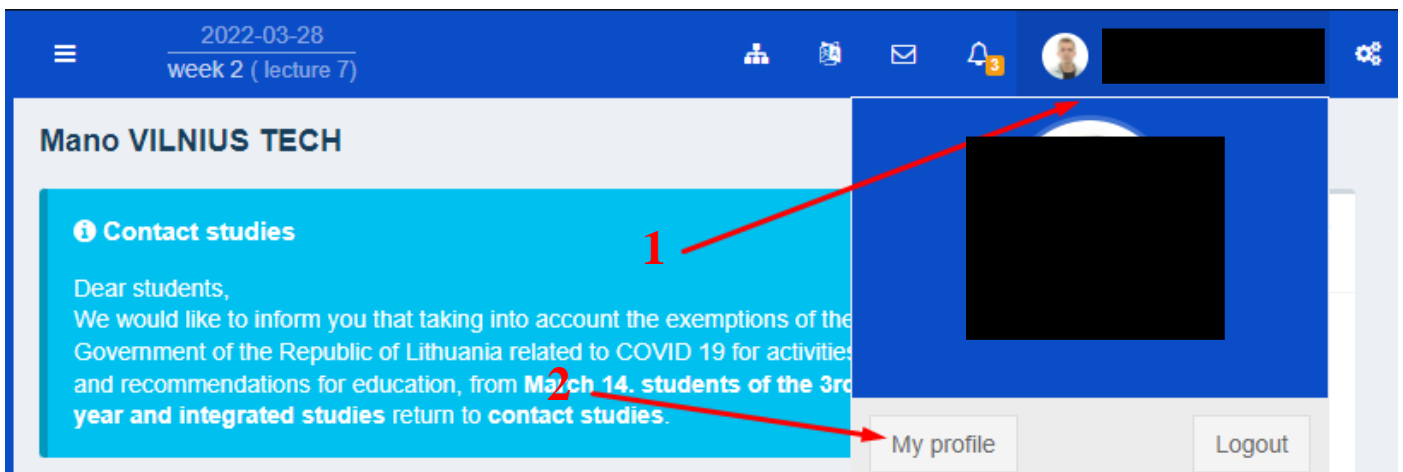 2022-03-28
week 2 ( lecture 7)
3
Mano VILNIUS TECH
Contact studies
1
Dear students,
We would like to inform you that taking into account the exemptions of the
Government of the Republic of Lithuania related to COVID 19 for activities
and recommendations for education, from March 14. students of the 3rd
2
year and integrated studies return to contact studies.
My profile
Logout